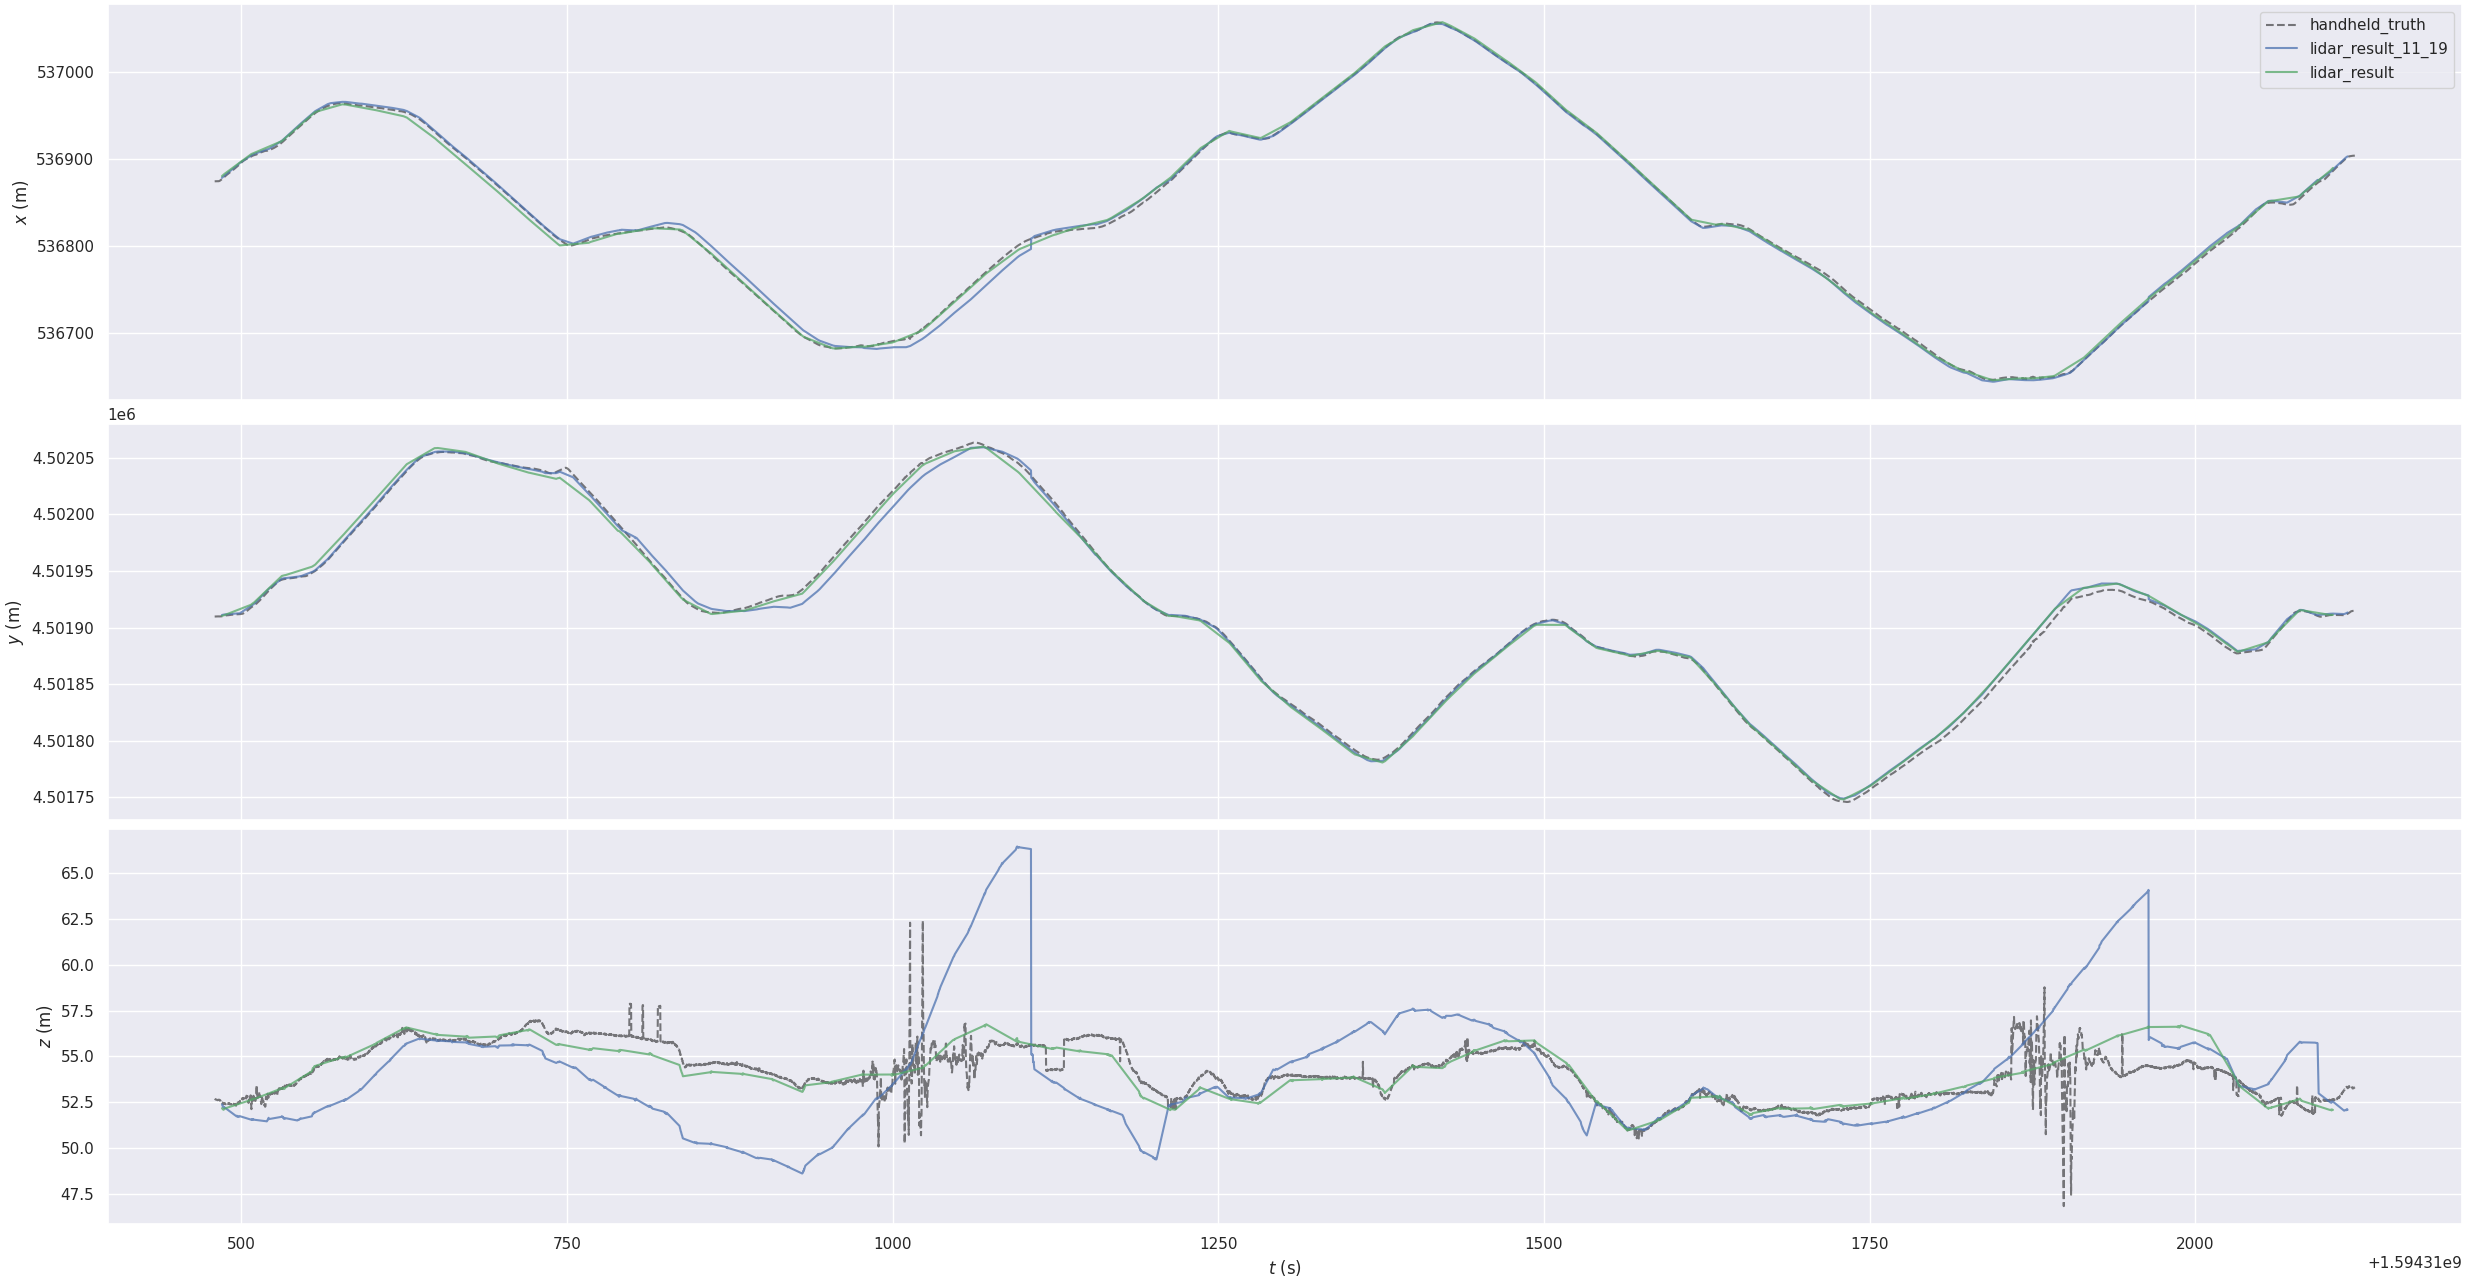 537000
536900
536800
536700
x (m)
handheld_truth
lidar_result_11_19
lidar_result
1e6
4.50205
4.50200
4.50195
4.50190
4.50185
4.50180
4.50175
y (m)
65.0
62.5
60.0
57.5
55.0
52.5
50.0
47.5
z (m)
500 750 1000 1250 1500 1750 2000
+1.59431e9
t (s)